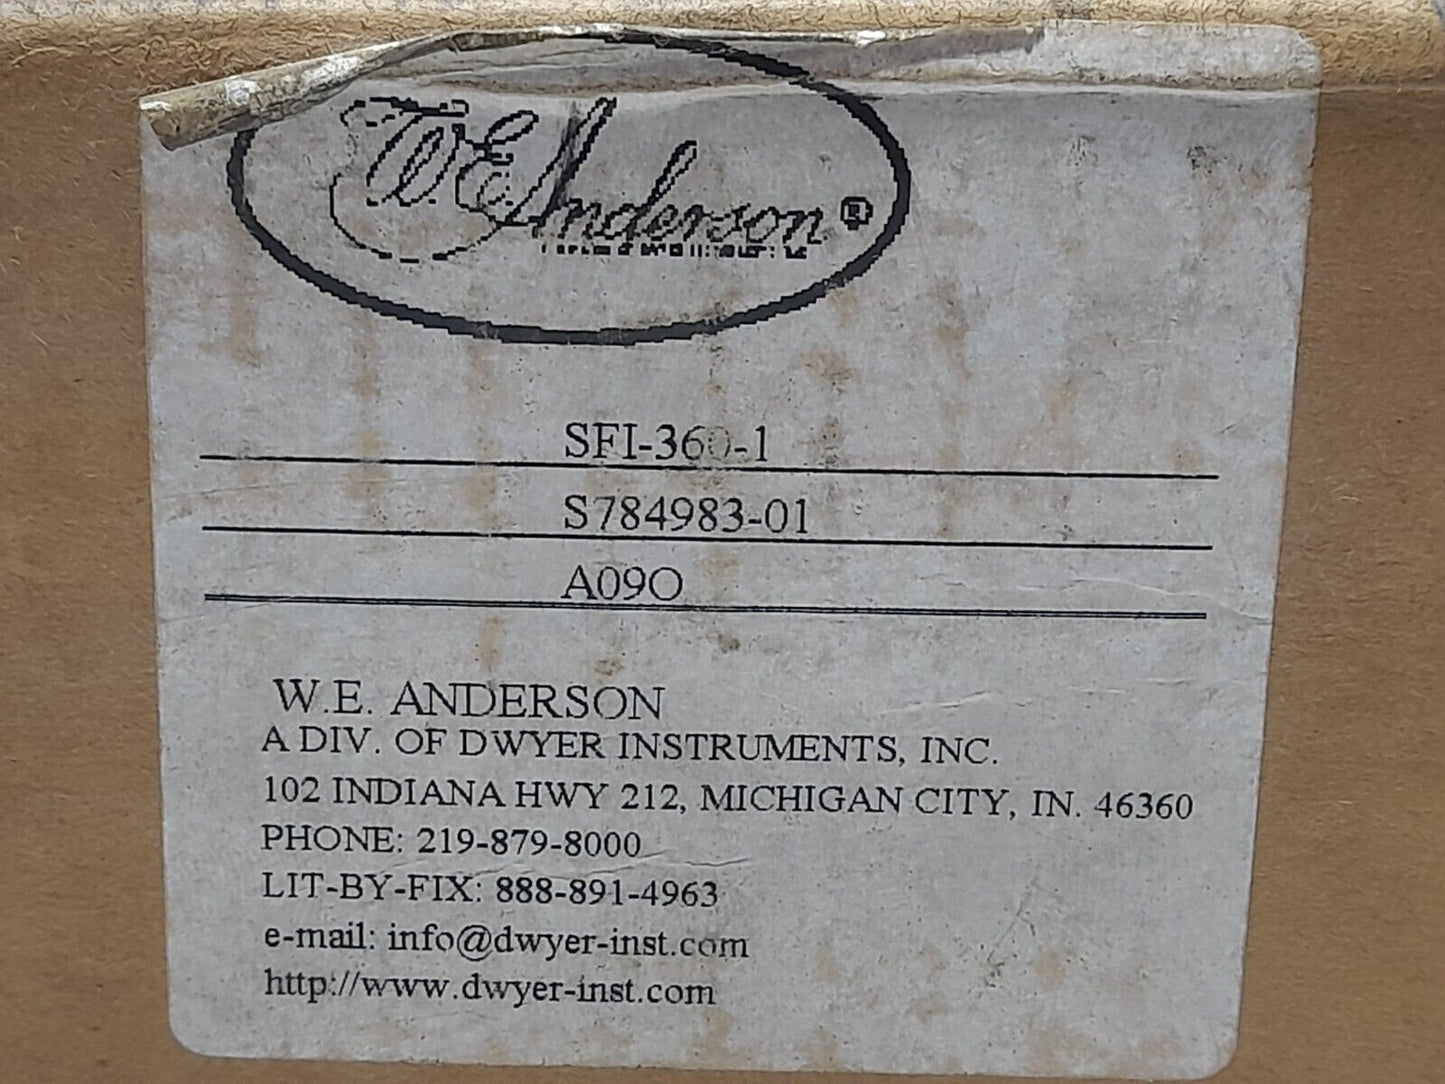 W.E. Anderson ®
SFI-360-1
S784983-01
A09O
W.E. ANDERSON
A DIV. OF DWYER INSTRUMENTS, INC.
102 INDIANA HWY 212, MICHIGAN CITY, IN. 46360
PHONE: 219-879-8000
LIT-BY-FIX: 888-891-4963
e-mail: info@dwyer-inst.com
http://www.dwyer-inst.com